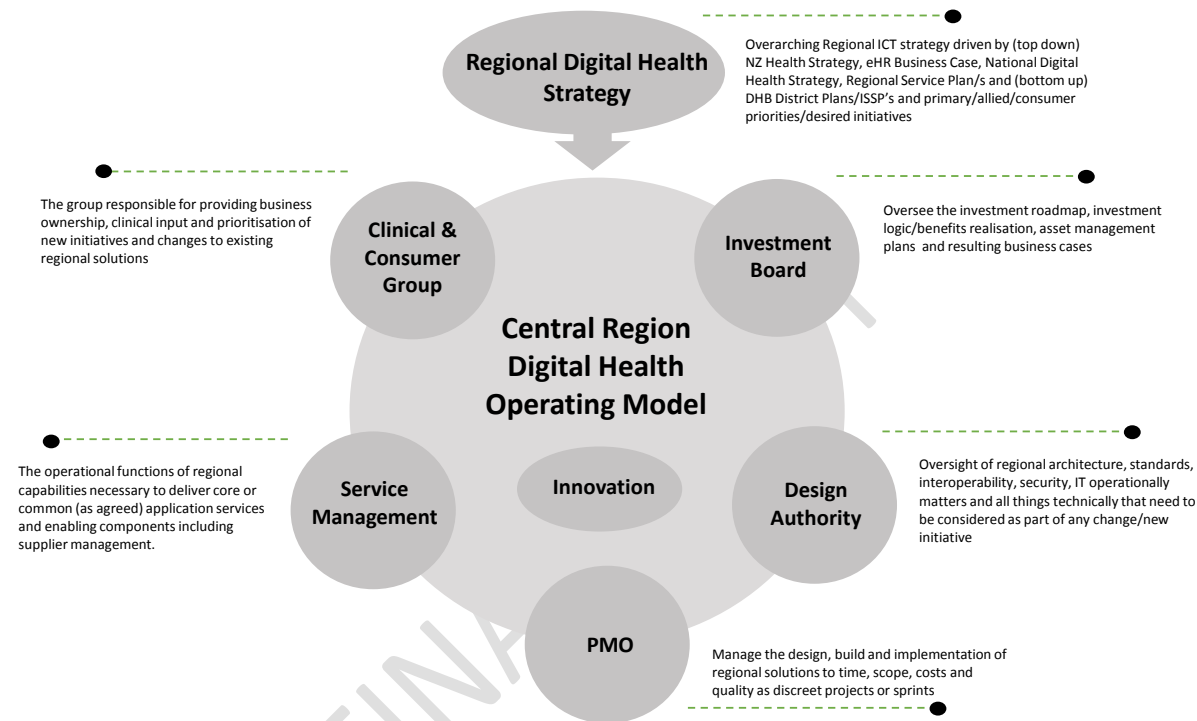 Regional Digital Health
Strategy
Overarching Regional ICT strategy driven by (top down)
NZ Health Strategy, eHR Business Case, National Digital
Health Strategy, Regional Service Plan/s and (bottom up)
DHB District Plans/ISSP's and primary/allied/consumer
priorities/desired initiatives
The group responsible for providing business
ownership, clinical input and prioritisation of
new initiatives and changes to existing
regional solutions
Clinical &
Consumer
Group
Investment
Board
Oversee the investment roadmap, investment
logic/benefits realisation, asset management
plans and resulting business cases
Central Region
Digital Health
Operating Model
The operational functions of regional
capabilities necessary to deliver core or
common (as agreed) application services
and enabling components including
supplier management.
Service
Management
Innovation
Design
Authority
Oversight of regional architecture, standards,
interoperability, security, IT operationally
matters and all things technically that need to
be considered as part of any change/new
initiative
PMO
Manage the design, build and implementation of
regional solutions to time, scope, costs and
quality as discreet projects or sprints